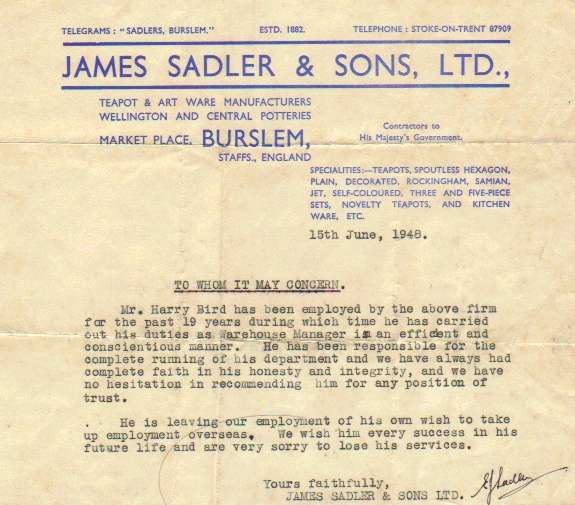 TELEGRAMS: "SADLERS, BURSLEM." ESTD. 1882. TELEPHONE: STOKE-ON-TRENT 87909
JAMES SADLER & SONS, LTD.,
TEAPOT & ART WARE MANUFACTURERS
WELLINGTON AND CENTRAL POTTERIES
MARKET PLACE, BURSLEM,
STAFFS., ENGLAND
Contractors to
His Majesty's Government.
SPECIALITIES:—TEAPOTS, SPOUTLESS HEXAGON,
PLAIN, DECORATED, ROCKINGHAM, SAMIAN,
JET, SELF-COLOURED, THREE AND FIVE-PIECE
SETS, NOVELTY TEAPOTS, AND KITCHEN
WARE, ETC.
15th June, 1948.
TO WHOM IT MAY CONCERN.
Mr. Harry Bird has been employed by the above firm
for the past 19 years during which time he has carried
out his duties as Warehouse Manager in an efficient and
conscientious manner. He has been responsible for the
complete running of his department and we have always had
complete faith in his honesty and integrity, and we have
no hesitation in recommending him for any position of
trust.
. He is leaving our employment of his own wish to take
up employment overseas. We wish him every success in his
future life and are very sorry to lose his services.
Yours faithfully,
JAMES SADLER & SONS LTD. EJ Sadler